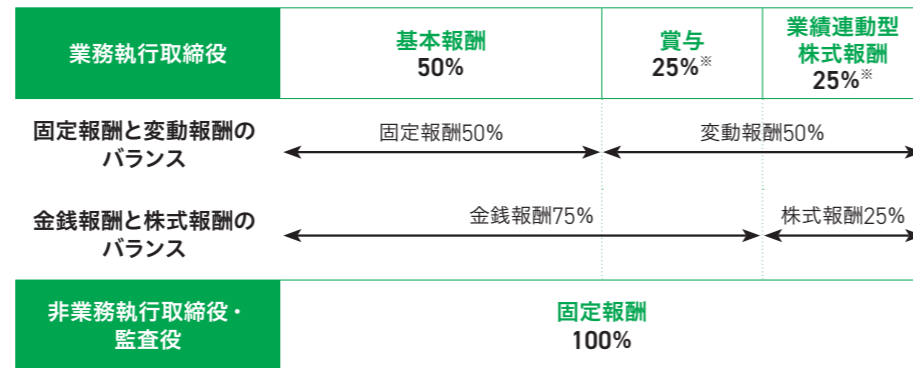 業務執行取締役
基本報酬
50%
賞与
25%※
業績連動型
株式報酬
25%※
固定報酬と変動報酬の
バランス
固定報酬50%
変動報酬50%
金銭報酬と株式報酬の
バランス
金銭報酬75%
株式報酬25%
非業務執行取締役・
監査役
固定報酬
100%